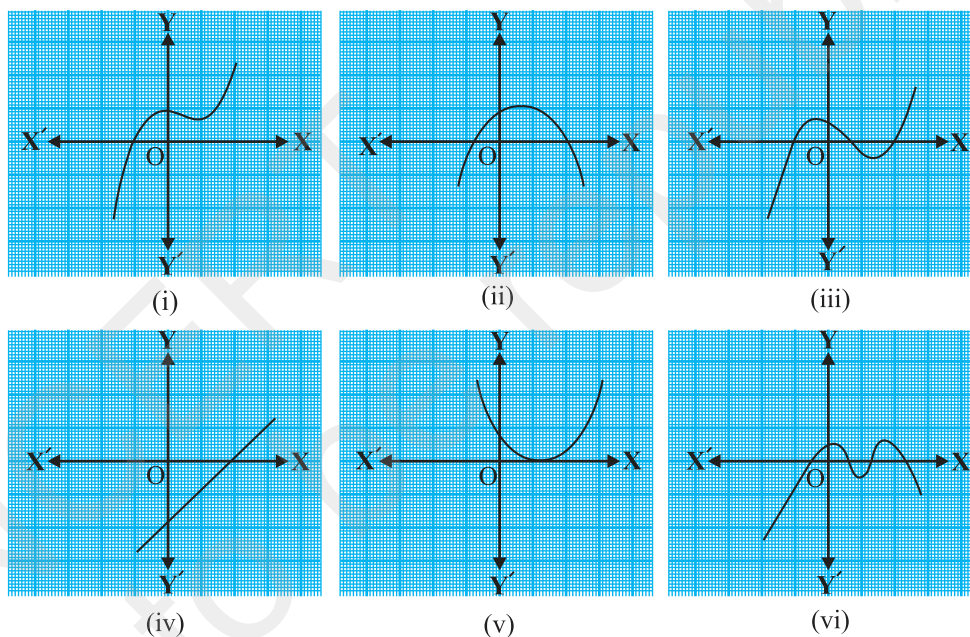 Y Y Y
X′ X X′ X X′ X
O O O
Y′ Y′ Y′
(i) (ii) (iii)
Y Y Y
X′ X X′ X X′ X
O O O
Y′ Y′ Y′
(iv) (v) (vi)